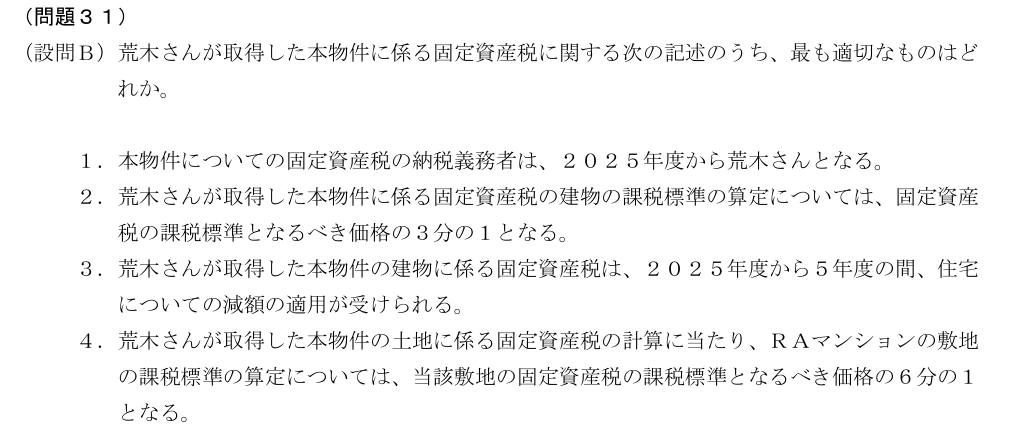 （問題３１）
（設問Ｂ）荒木さんが取得した本物件に係る固定資産税に関する次の記述のうち、最も適切なものはど
れか。
１．本物件についての固定資産税の納税義務者は、２０２５年度から荒木さんとなる。
２．荒木さんが取得した本物件に係る固定資産税の建物の課税標準の算定については、固定資産
税の課税標準となるべき価格の３分の１となる。
３．荒木さんが取得した本物件の建物に係る固定資産税は、２０２５年度から５年度の間、住宅
についての減額の適用が受けられる。
４．荒木さんが取得した本物件の土地に係る固定資産税の計算に当たり、ＲＡマンションの敷地
の課税標準の算定については、当該敷地の固定資産税の課税標準となるべき価格の６分の１
となる。